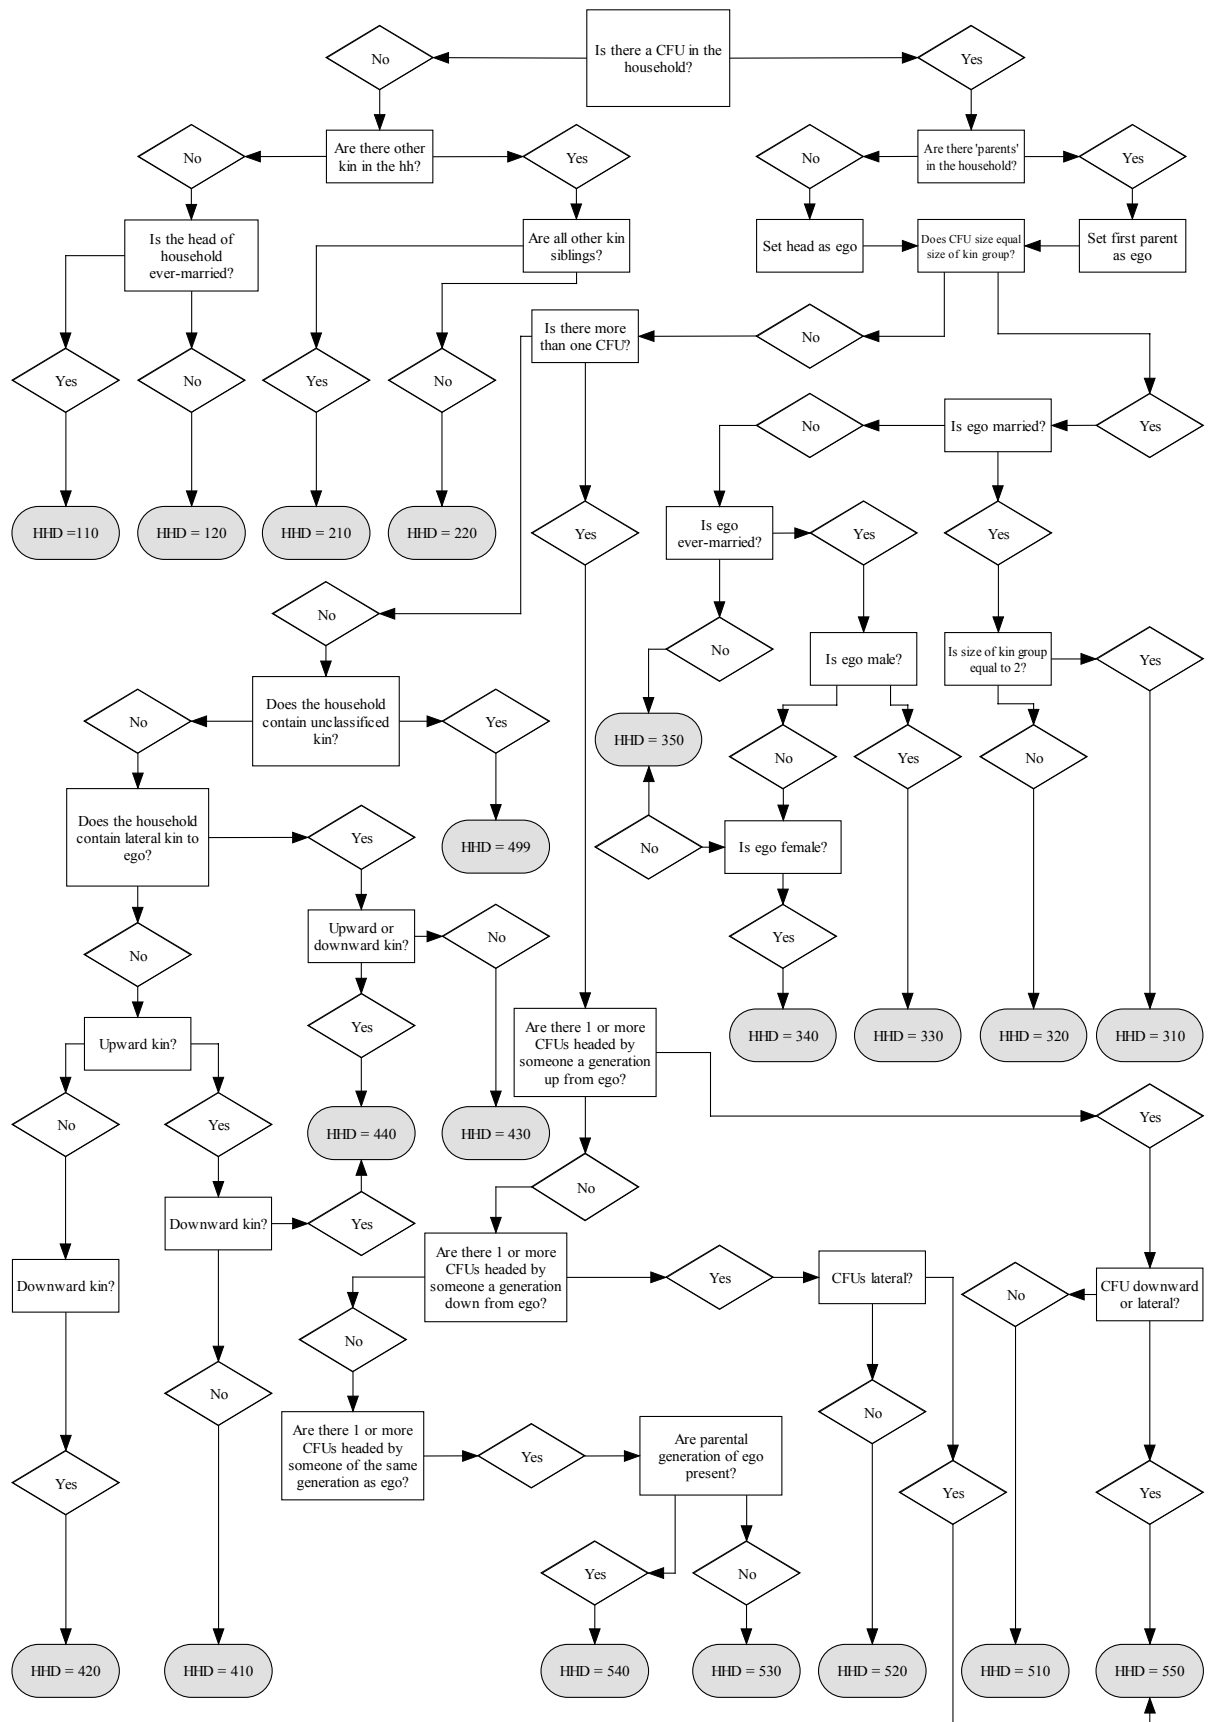 Is there a CFU in the
household?
No
Yes
Are there other
kin in the hh?
No
Yes
Are there 'parents'
in the household?
No
Yes
Is the head of
household
ever-married?
Are all other kin
siblings?
Set head as ego
Does CFU size equal
size of kin group?
Set first parent
as ego
Is there more
than one CFU?
No
Yes
No
Yes
No
No
Is ego married?
Yes
HHD =110
HHD = 120
HHD = 210
HHD = 220
Yes
Is ego
ever-married?
Yes
Yes
No
No
Is ego male?
Is size of kin group
equal to 2?
Yes
Does the household
contain unclassificed
kin?
No
Yes
HHD = 350
No
Yes
No
Does the household
contain lateral kin to
ego?
Yes
HHD = 499
No
Is ego female?
No
Upward or
downward kin?
No
Yes
Yes
Upward kin?
Are there 1 or more
CFUs headed by
someone a generation
up from ego?
HHD = 340
HHD = 330
HHD = 320
HHD = 310
No
Yes
HHD = 440
HHD = 430
Yes
No
Downward kin?
Yes
Downward kin?
Are there 1 or more
CFUs headed by
someone a generation
down from ego?
Yes
CFUs lateral?
No
CFU downward
or lateral?
No
No
No
Are there 1 or more
CFUs headed by
someone of the same
generation as ego?
Yes
Are parental
generation of ego
present?
Yes
Yes
Yes
Yes
No
HHD = 420
HHD = 410
HHD = 540
HHD = 530
HHD = 520
HHD = 510
HHD = 550